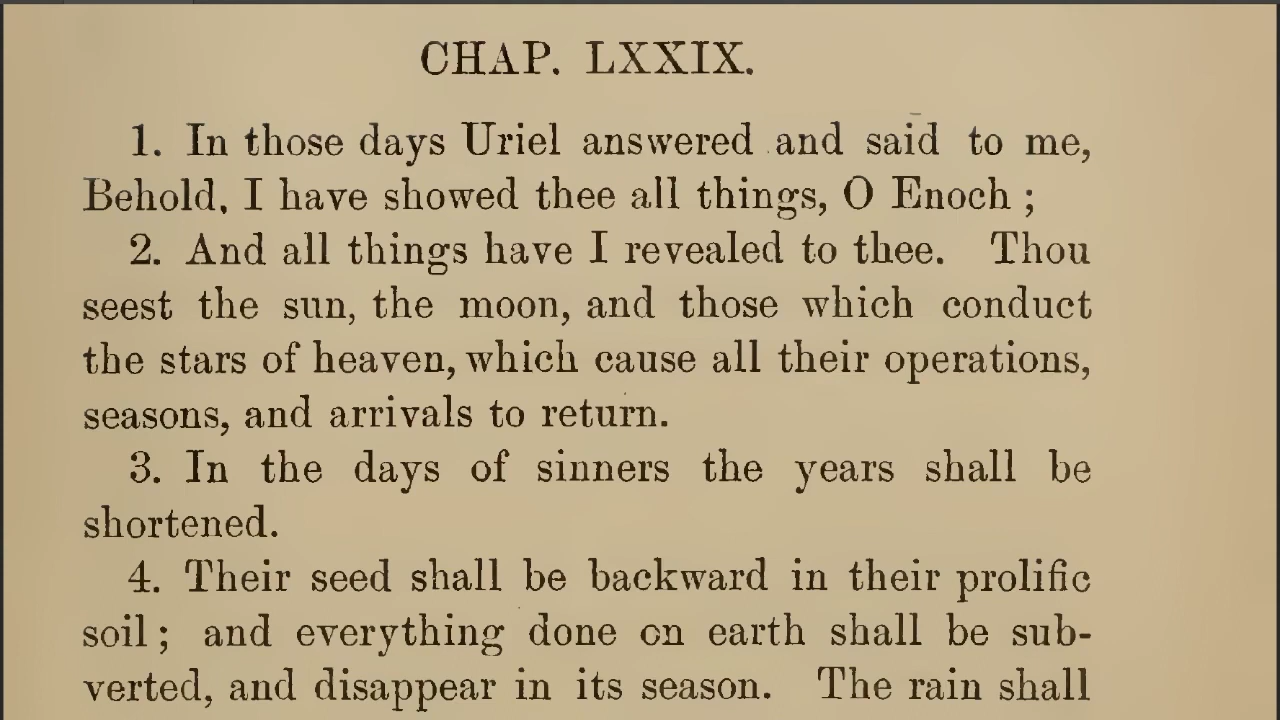 CHAP. LXXIX.
1. In those days Uriel answered and said to me,
Behold, I have showed thee all things, O Enoch ;
2. And all things have I revealed to thee. Thou
seest the sun, the moon, and those which conduct
the stars of heaven, which cause all their operations,
seasons, and arrivals to return.
3. In the days of sinners the years shall be
shortened.
4. Their seed shall be backward in their prolific
soil ; and everything done on earth shall be sub-
verted, and disappear in its season. The rain shall